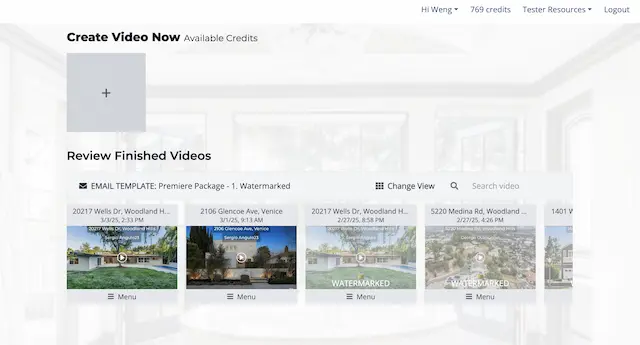 Hi Weng 769 credits Tester Resources Logout
Create Video Now Available Credits
+
Review Finished Videos
EMAIL TEMPLATE: Premiere Package - 1. Watermarked Change View Search video
20217 Wells Dr, Woodland H...
3/3/25, 2:33 PM
20217 Wells Dr, Woodland Hills
Sergio Angulo23
Menu
2106 Glencoe Ave, Venice
3/1/25, 9:13 AM
2106 Glencoe Ave, Venice
Sergio Angulo23
Menu
20217 Wells Dr, Woodland H...
2/27/25, 8:58 PM
20217 Wells Dr, Woodland Hills
Sergio Angulo23
WATERMARKED
Menu
5220 Medina Rd, Woodland ...
2/27/25, 4:26 PM
WATERMARKED
Menu
1401 W